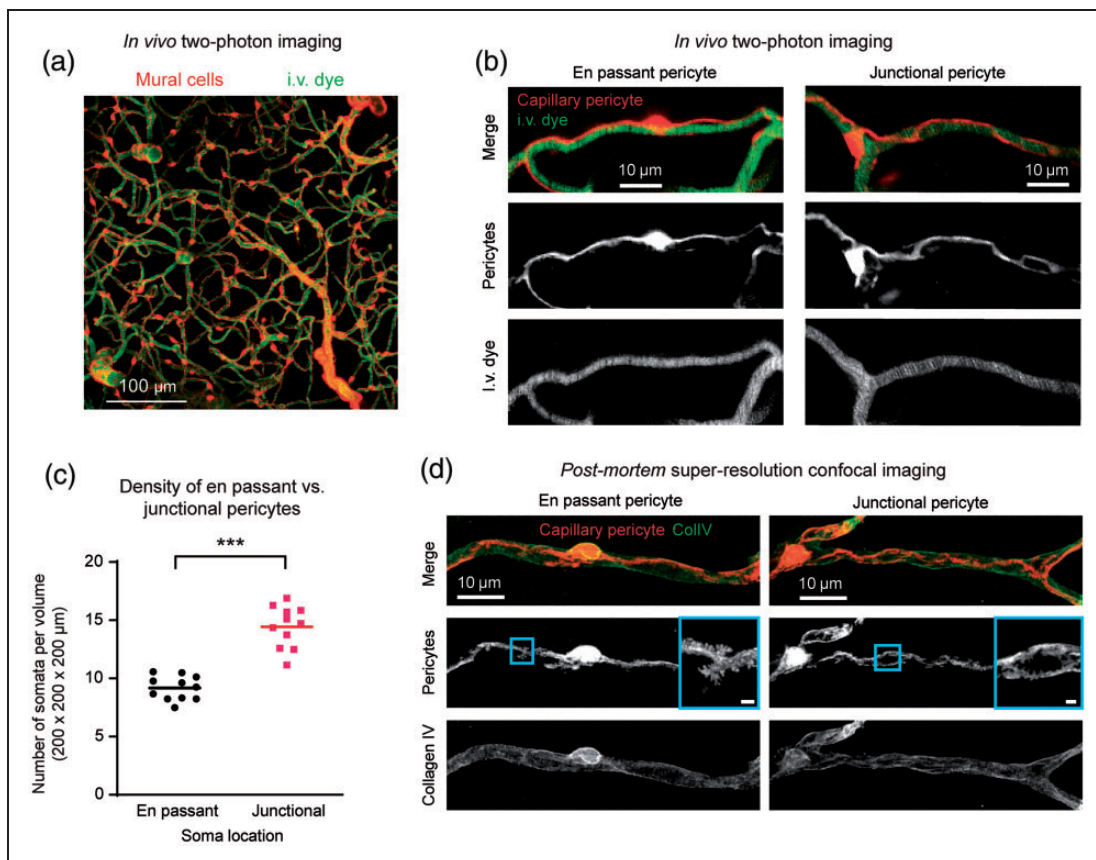 In vivo two-photon imaging
(a)
Mural cells i.v. dye
100 µm
In vivo two-photon imaging
(b)
En passant pericyte Junctional pericyte
Capillary pericyte
i.v. dye
Merge
10 µm 10 µm
Pericytes
I.v. dye
(c)
Density of en passant vs.
junctional pericytes
***
20
15
10
5
0
Number of somata per volume
(200 x 200 x 200 µm)
En passant Junctional
Soma location
(d)
Post-mortem super-resolution confocal imaging
En passant pericyte Junctional pericyte
Capillary pericyte CollV
Merge
10 µm 10 µm
Pericytes
Collagen IV